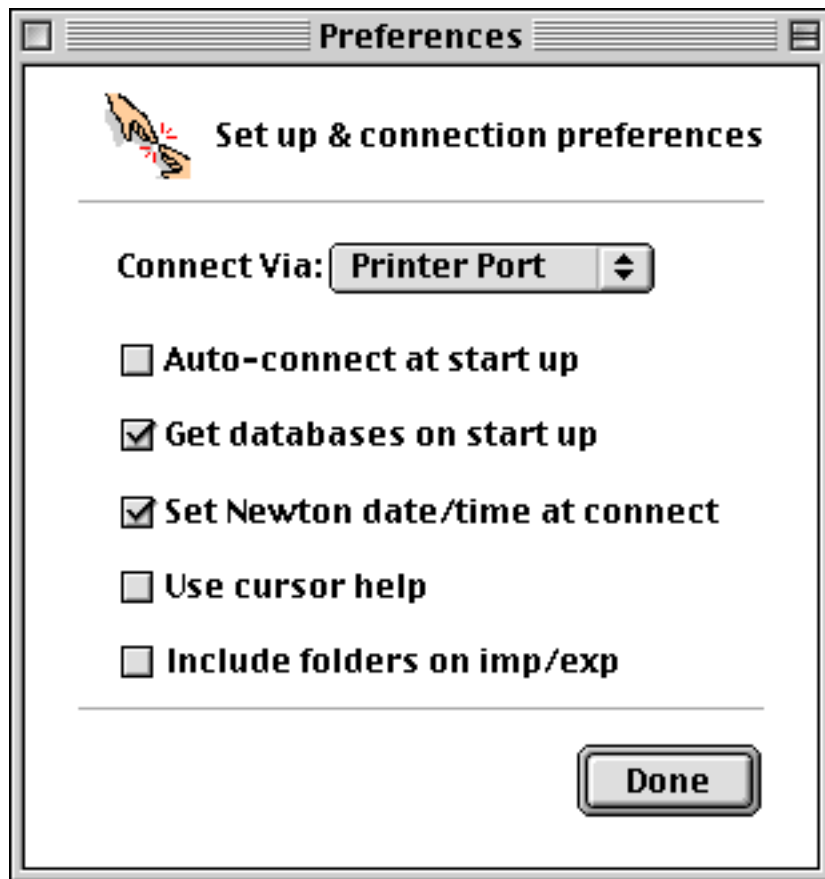 Preferences
Set up & connection preferences
Connect Via: Printer Port
Auto-connect at start up
Get databases on start up
Set Newton date/time at connect
Use cursor help
Include folders on imp/exp
Done